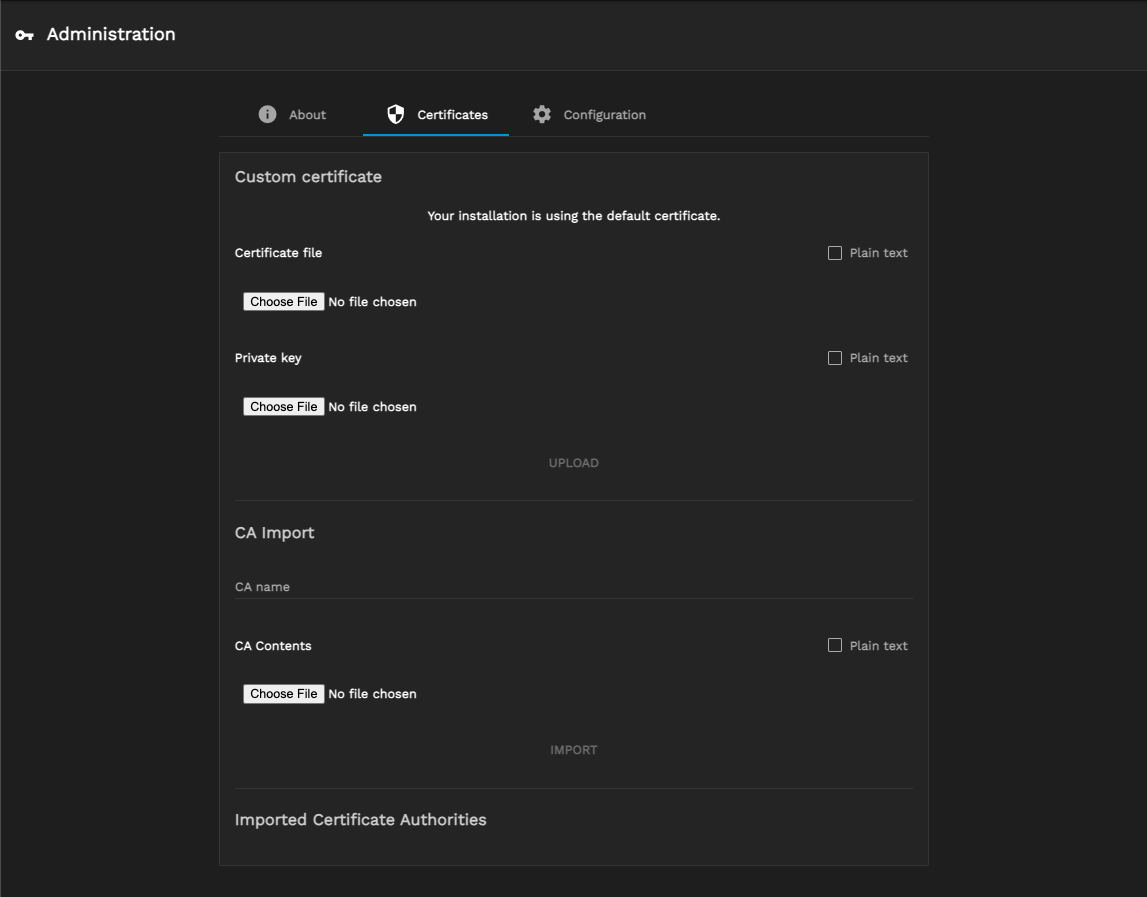 Administration
About
Certificates
Configuration
Custom certificate
Your installation is using the default certificate.
Certificate file
Plain text
Choose File No file chosen
Private key
Plain text
Choose File No file chosen
UPLOAD
CA Import
CA name
CA Contents
Plain text
Choose File No file chosen
IMPORT
Imported Certificate Authorities